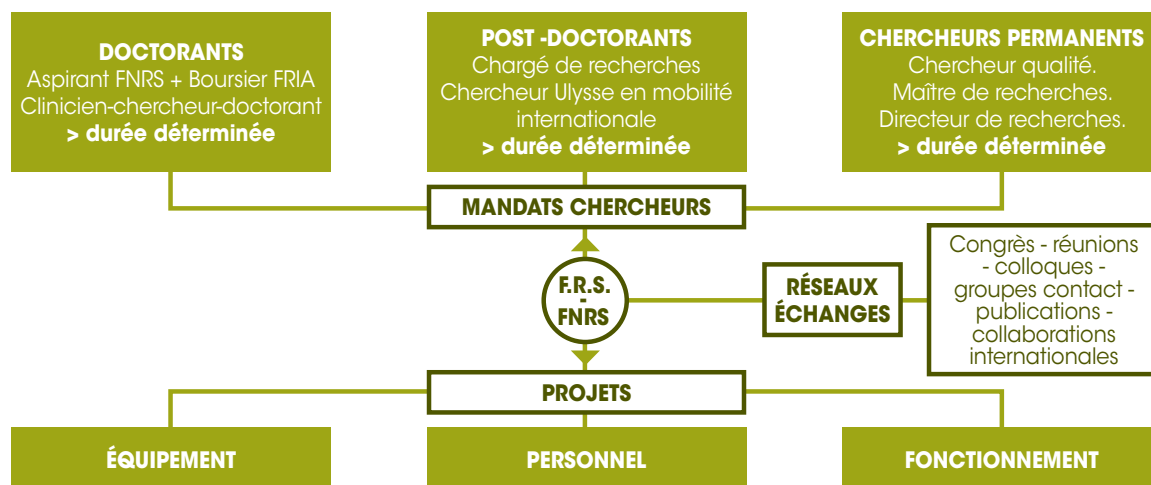 DOCTORANTS
Aspirant FNRS + Boursier FRIA
Clinicien-chercheur-doctorant
> durée déterminée
POST -DOCTORANTS
Chargé de recherches
Chercheur Ulysse en mobilité
internationale
> durée déterminée
CHERCHEURS PERMANENTS
Chercheur qualité.
Maître de recherches.
Directeur de recherches.
> durée déterminée
MANDATS CHERCHEURS
F.R.S.
-
FNRS
RÉSEAUX
ÉCHANGES
Congrès - réunions
- colloques -
groupes contact -
publications -
collaborations
internationales
PROJETS
ÉQUIPEMENT
PERSONNEL
FONCTIONNEMENT